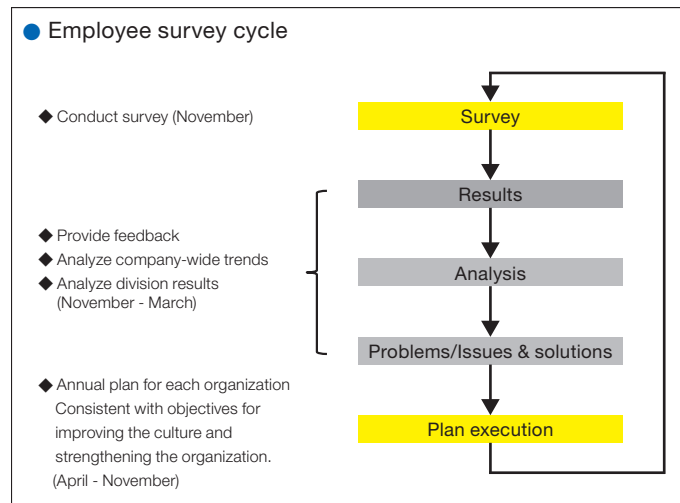 ● Employee survey cycle
◆ Conduct survey (November)
Survey
Results
◆ Provide feedback
◆ Analyze company-wide trends
◆ Analyze division results
(November - March)
Analysis
Problems/Issues & solutions
◆ Annual plan for each organization
Consistent with objectives for
improving the culture and
strengthening the organization.
(April - November)
Plan execution